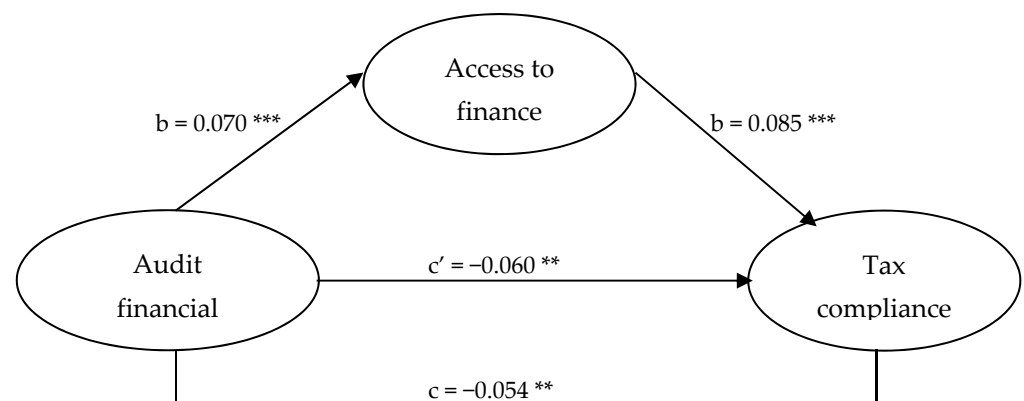 Access to
finance
b = 0.070 ***
b = 0.085 ***
Audit
financial
c’ = −0.060 **
Tax
compliance
c = −0.054 **